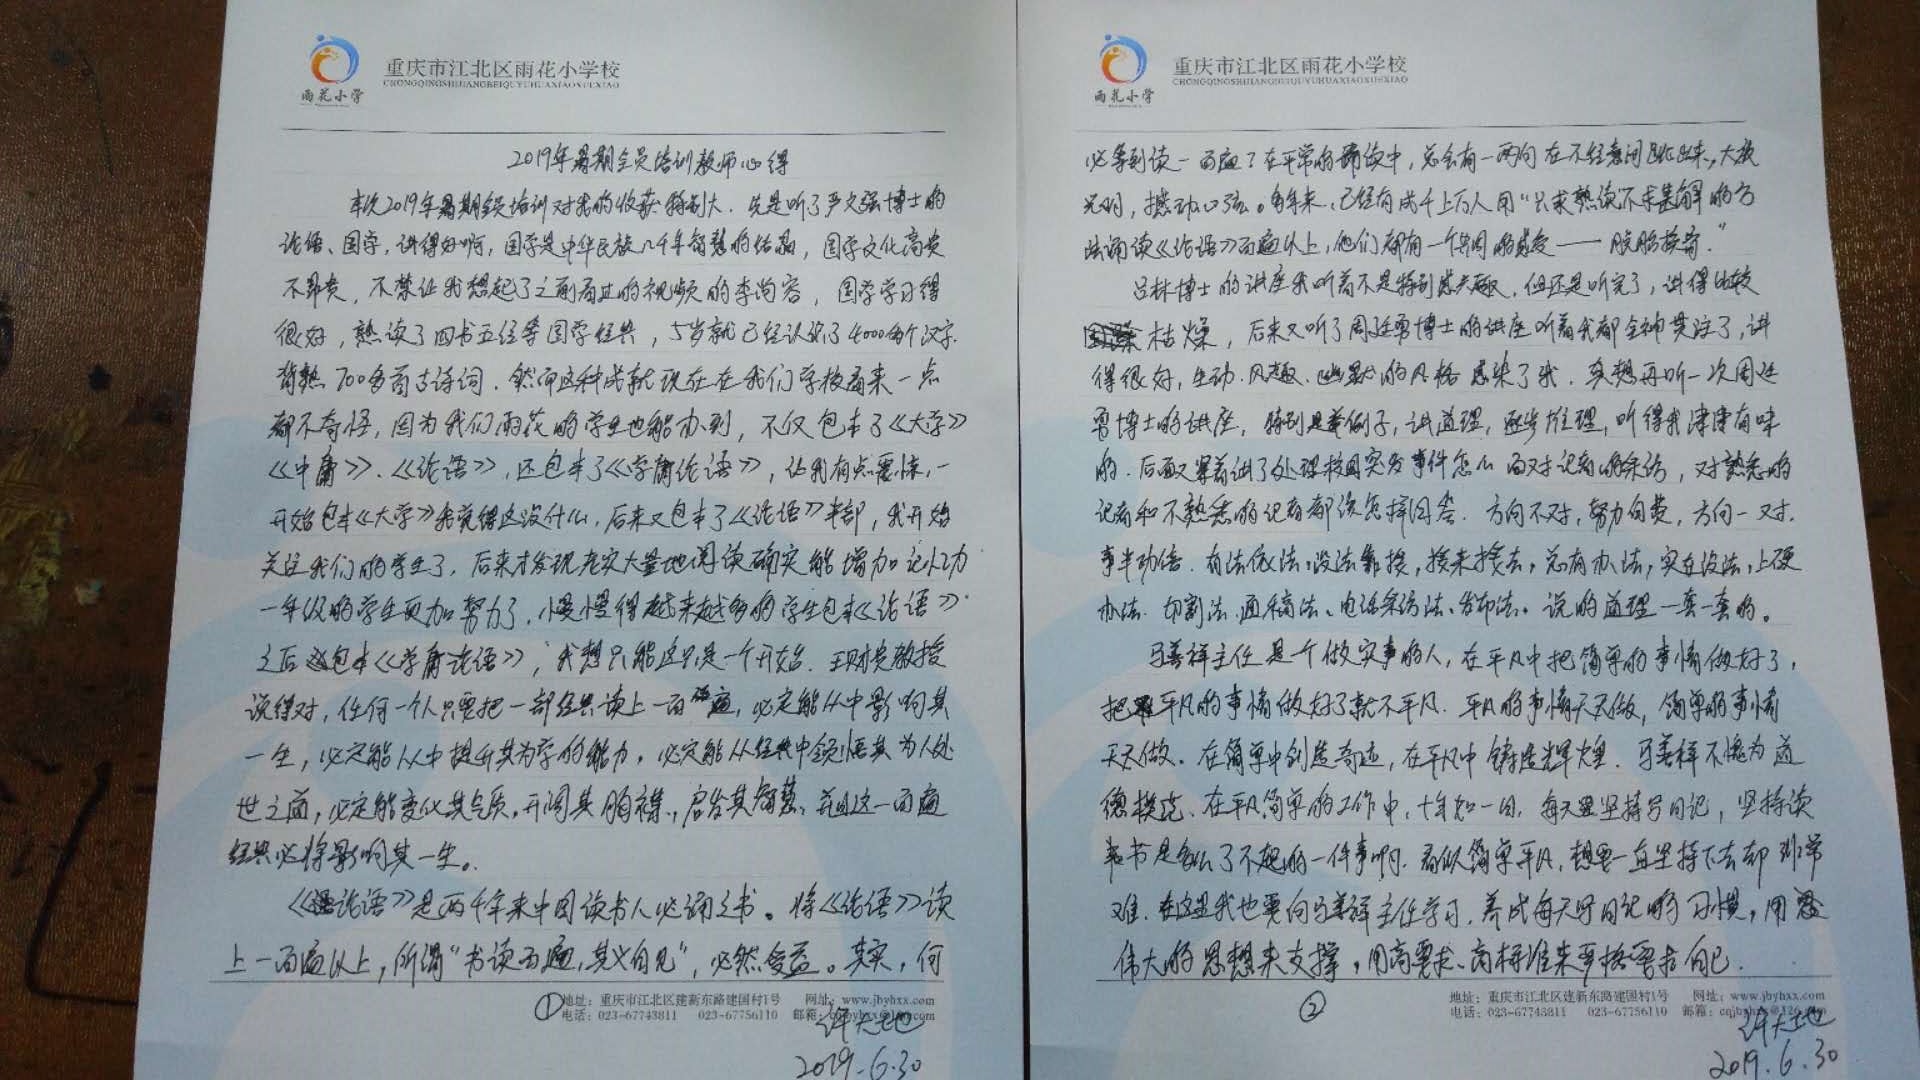 雨花小学
重庆市江北区雨花小学校
CHONGQINGSHIJIANGBEIQUYUHUAXIAOXUEXIAO
2019年暑期全员培训教师心得
本次2019年暑期全员培训对我的收获特别大. 先是听了严文强博士的
论语、国学, 讲得好啊, 国学是中华民族几千年智慧的结晶, 国学文化高贵
不昂贵, 不禁让我想起了之前看过的视频的李尚容, 国学学习得
很好, 熟读了四书五经等国学经典, 5岁就已经认识了4000多个汉字.
背熟700多首古诗词. 然而这种成就现在在我们学校看来一点
都不奇怪, 因为我们雨花的学生也能办到, 不仅包本了《大学》
《中庸》、《论语》, 还包本了《学庸论语》, 让我有点震惊, 一
开始包本《大学》我觉得这没什么, 后来又包本了《论语》半部, 我开始
关注我们的学生了, 后来才发现老实大量地阅读确实能增加记忆力
一年级的学生更加努力了, 慢慢得越来越多的学生包本《论语》
之后包本《学庸论语》, 我想只能这只是一个开始. 王财贵教授
说得对, 任何一个人只要把一部经典读上一百遍, 必定能从中影响其
一生, 必定能从中提升其为学的能力, 必定能从经典中领悟其为人处
世之道, 必定能变化其气质, 开阔其胸襟, 启发其智慧, 并且这一百遍
经典必将影响其一生。
《论语》是两千年来中国读书人必诵之书。将《论语》读
上一百遍以上, 所谓“书读百遍, 其义自见”, 必然受益。其实, 何
①
地址：重庆市江北区建新东路建国村1号 网址：www.jbyhxx.com
电话：023-67743811 023-67756110 邮箱：
许大地
2019.6.30
雨花小学
重庆市江北区雨花小学校
CHONGQINGSHIJIANGBEIQUYUHUAXIAOXUEXIAO
必等到读一百遍？在平常的诵读中, 总会有一两句在不经意间跳出来, 大放
光明, 撼动心弦。多年来, 已经有成千上万人用“只求熟读不求甚解的方
法诵读《论语》百遍以上, 他们都有一个共同的感受——脱胎换骨.”
吕林博士的讲座我听着不是特别感兴趣, 但还是听完了, 讲得比较
枯燥, 后来又听了周廷勇博士的讲座听着我都全神贯注了, 讲
得很好, 生动. 风趣. 幽默的风格感染了我. 真想再听一次周廷
勇博士的讲座, 特别是举例子, 讲道理, 逐步推理, 听得我津津有味
的. 后面又穿着讲了处理校园突发事件怎么面对记者的采访, 对熟悉的
记者和不熟悉的记者都该怎样回答. 方向不对, 努力白费, 方向一对,
事半功倍. 有法依法, 没法靠挨, 挨来挨去, 总有办法, 实在没法, 上硬
办法. 切割法. 通稿法、电话采访法、发布法。说的道理一套一套的。
马善祥主任是个做实事的人, 在平凡中把简单的事情做好了,
把平凡的事情做好了就不平凡. 平凡的事情天天做, 简单的事情
天天做. 在简单中创造奇迹, 在平凡中铸造辉煌. 马善祥不愧为道
德模范. 在平凡简单的工作中, 十年如一日, 每天坚持写日记, 坚持读
书是多么了不起的一件事啊. 看似简单平凡, 想要一直坚持下去却非常
难. 在这里我也要向马善祥主任学习, 养成每天写日记的习惯, 用
伟大的思想来支撑, 用高要求、高标准来严格要求自己.
②
地址：重庆市江北区建新东路建国村1号 网址：www.jbyhxx.com
电话：023-67743811 023-67756110 邮箱：
许大地
2019.6.30